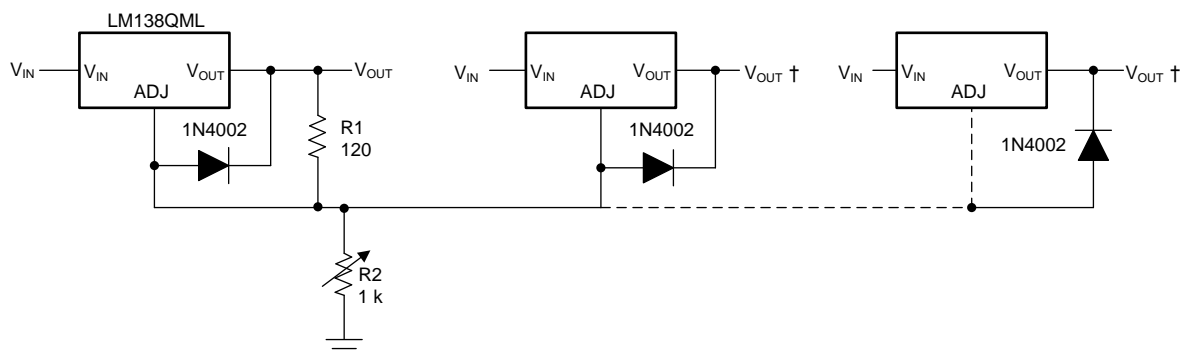 LM138QML
V_IN V_IN V_OUT V_OUT
ADJ
1N4002
R1
120
R2
1 k
V_IN V_IN V_OUT V_OUT †
ADJ
1N4002
V_IN V_IN V_OUT V_OUT †
ADJ
1N4002